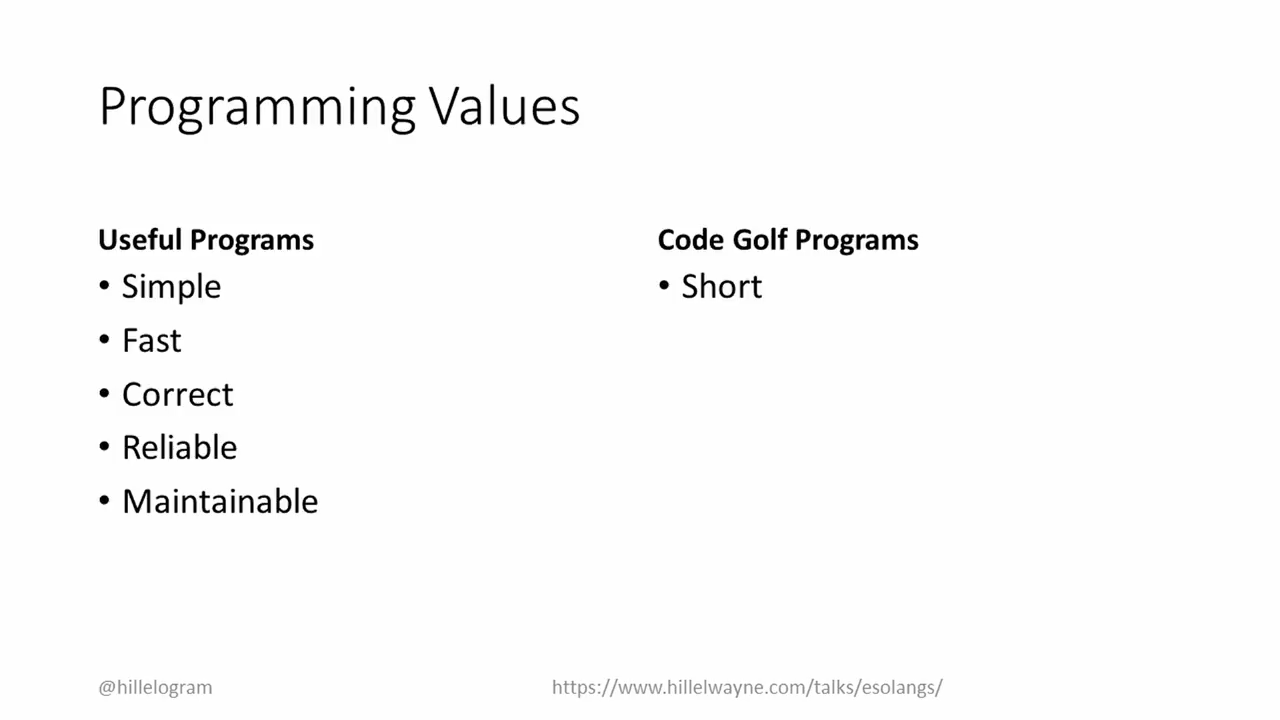 Programming Values
Useful Programs
• Simple
• Fast
• Correct
• Reliable
• Maintainable
Code Golf Programs
• Short
@hillelogram
https://www.hillelwayne.com/talks/esolangs/